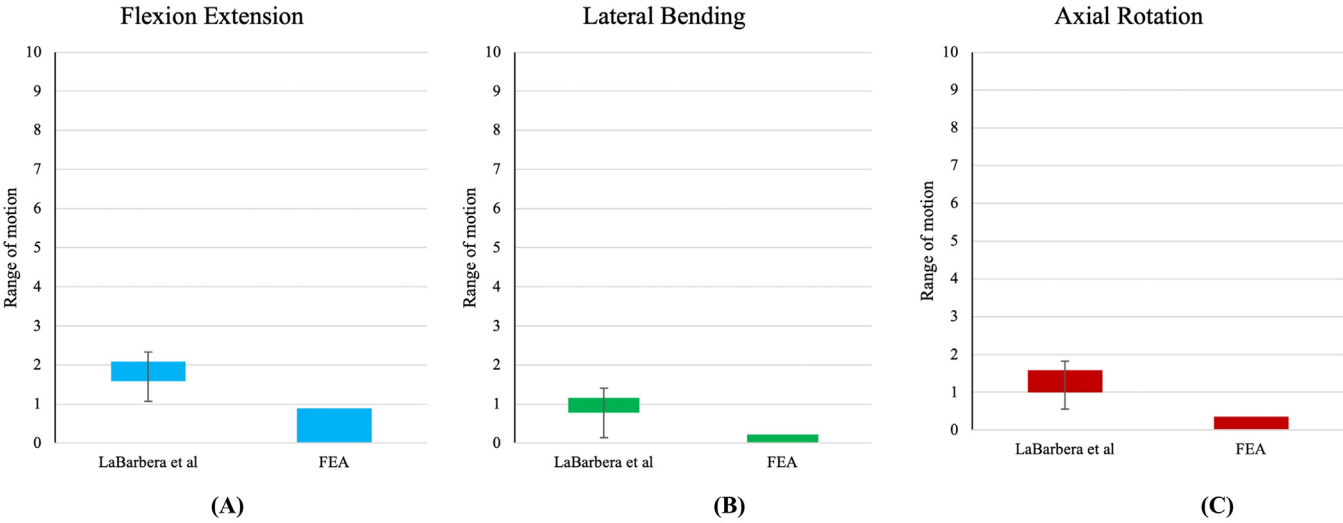 Flexion Extension
Range of motion
10
9
8
7
6
5
4
3
2
1
0
LaBarbera et al
FEA
(A)
Lateral Bending
Range of motion
10
9
8
7
6
5
4
3
2
1
0
LaBarbera et al
FEA
(B)
Axial Rotation
Range of motion
10
9
8
7
6
5
4
3
2
1
0
LaBarbera et al
FEA
(C)